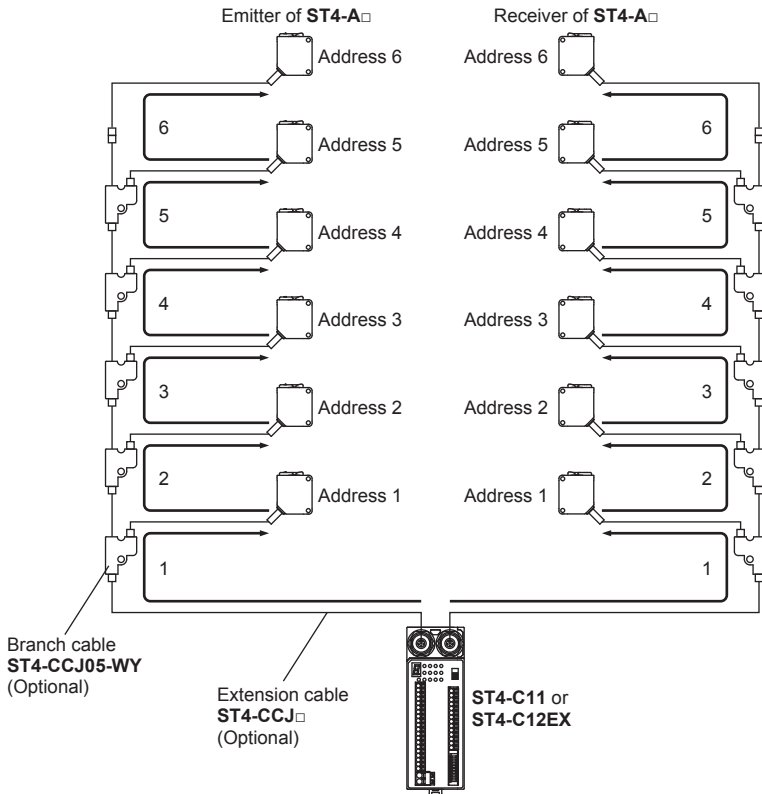 Emitter of ST4-A□
Receiver of ST4-A□
Address 6
Address 6
6
6
Address 5
Address 5
5
5
Address 4
Address 4
4
4
Address 3
Address 3
3
3
Address 2
Address 2
2
2
Address 1
Address 1
1
1
Branch cable
ST4-CCJ05-WY
(Optional)
Extension cable
ST4-CCJ□
(Optional)
ST4-C11 or
ST4-C12EX